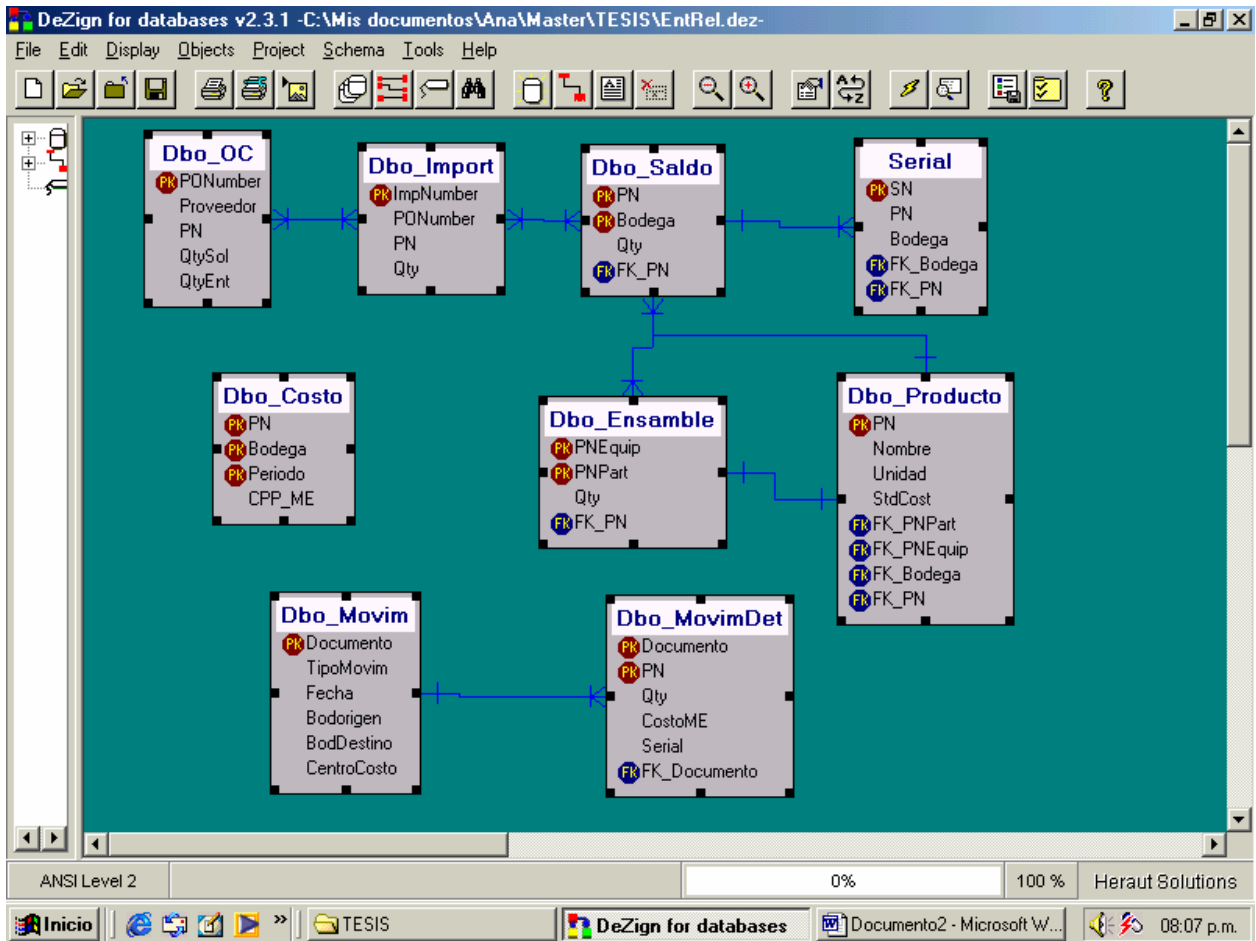 DeZign for databases v2.3.1 -C:\Mis documentos\Ana\Master\TESIS\EntRel.dez-
File Edit Display Objects Project Schema Tools Help
Dbo_OC
PK PONumber
Proveedor
PN
QtySol
QtyEnt
Dbo_Import
PK ImpNumber
PONumber
PN
Qty
Dbo_Saldo
PK PN
PK Bodega
Qty
FK FK_PN
Serial
PK SN
PN
Bodega
FK FK_Bodega
FK FK_PN
Dbo_Costo
PK PN
PK Bodega
PK Periodo
CPP_ME
Dbo_Ensamble
PK PNEquip
PK PNPart
Qty
FK FK_PN
Dbo_Producto
PK PN
Nombre
Unidad
StdCost
FK FK_PNPart
FK FK_PNEquip
FK FK_Bodega
FK FK_PN
Dbo_Movim
PK Documento
TipoMovim
Fecha
Bodorigen
BodDestino
CentroCosto
Dbo_MovimDet
PK Documento
PK PN
Qty
CostoME
Serial
FK FK_Documento
ANSI Level 2
0%
100 %
Heraut Solutions
Inicio
»
TESIS
DeZign for databases
Documento2 - Microsoft W...
08:07 p.m.